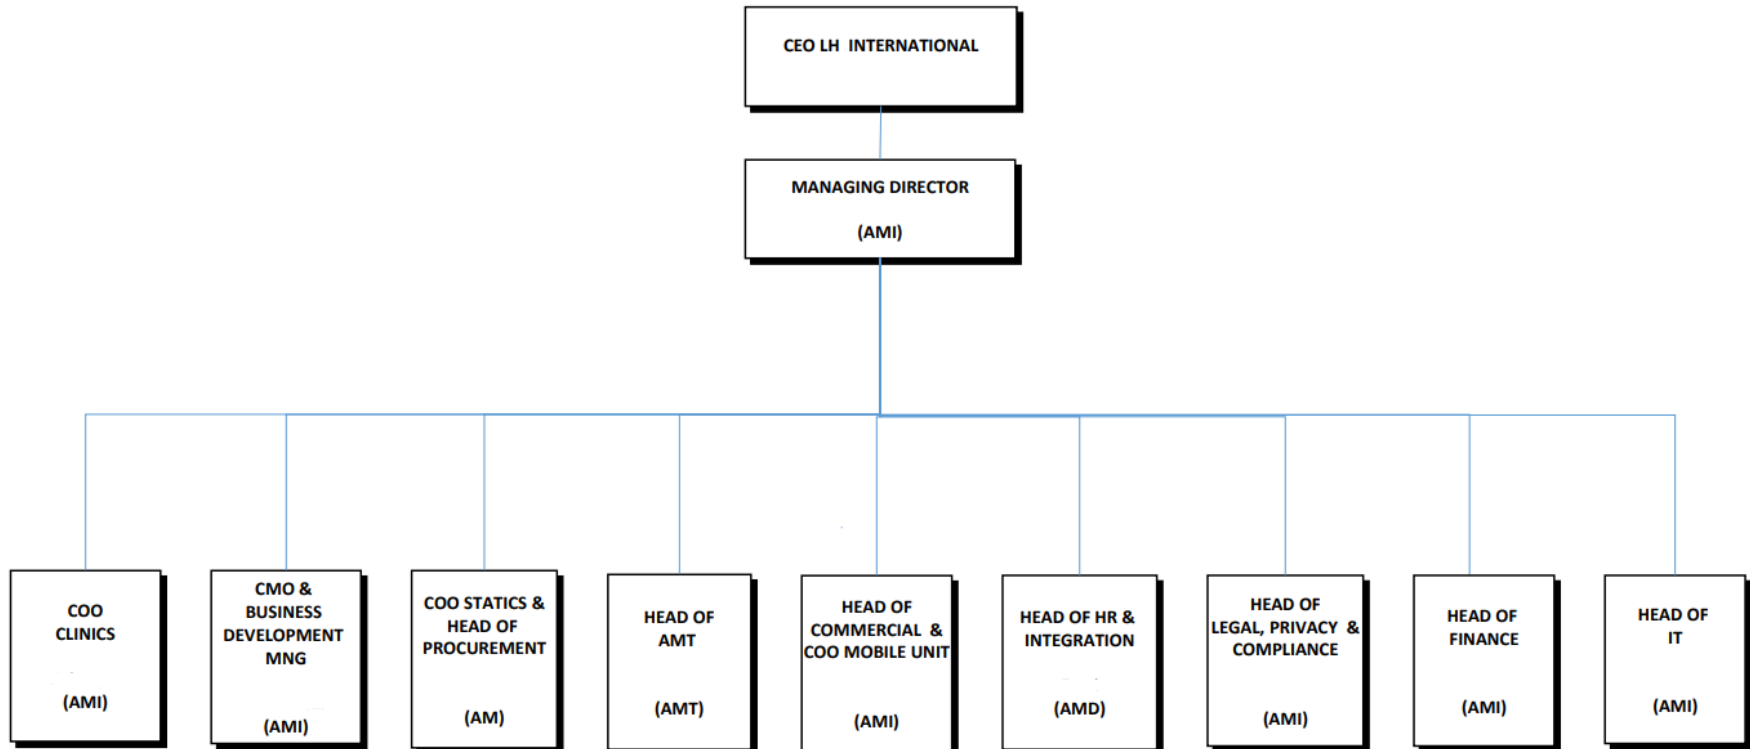 CEO LH INTERNATIONAL
MANAGING DIRECTOR
(AMI)
COO
CLINICS
(AMI)
CMO &
BUSINESS
DEVELOPMENT
MNG
(AMI)
COO STATICS &
HEAD OF
PROCUREMENT
(AM)
HEAD OF
AMT
(AMT)
HEAD OF
COMMERCIAL &
COO MOBILE UNIT
(AMI)
HEAD OF HR &
INTEGRATION
(AMD)
HEAD OF
LEGAL, PRIVACY &
COMPLIANCE
(AMI)
HEAD OF
FINANCE
(AMI)
HEAD OF
IT
(AMI)